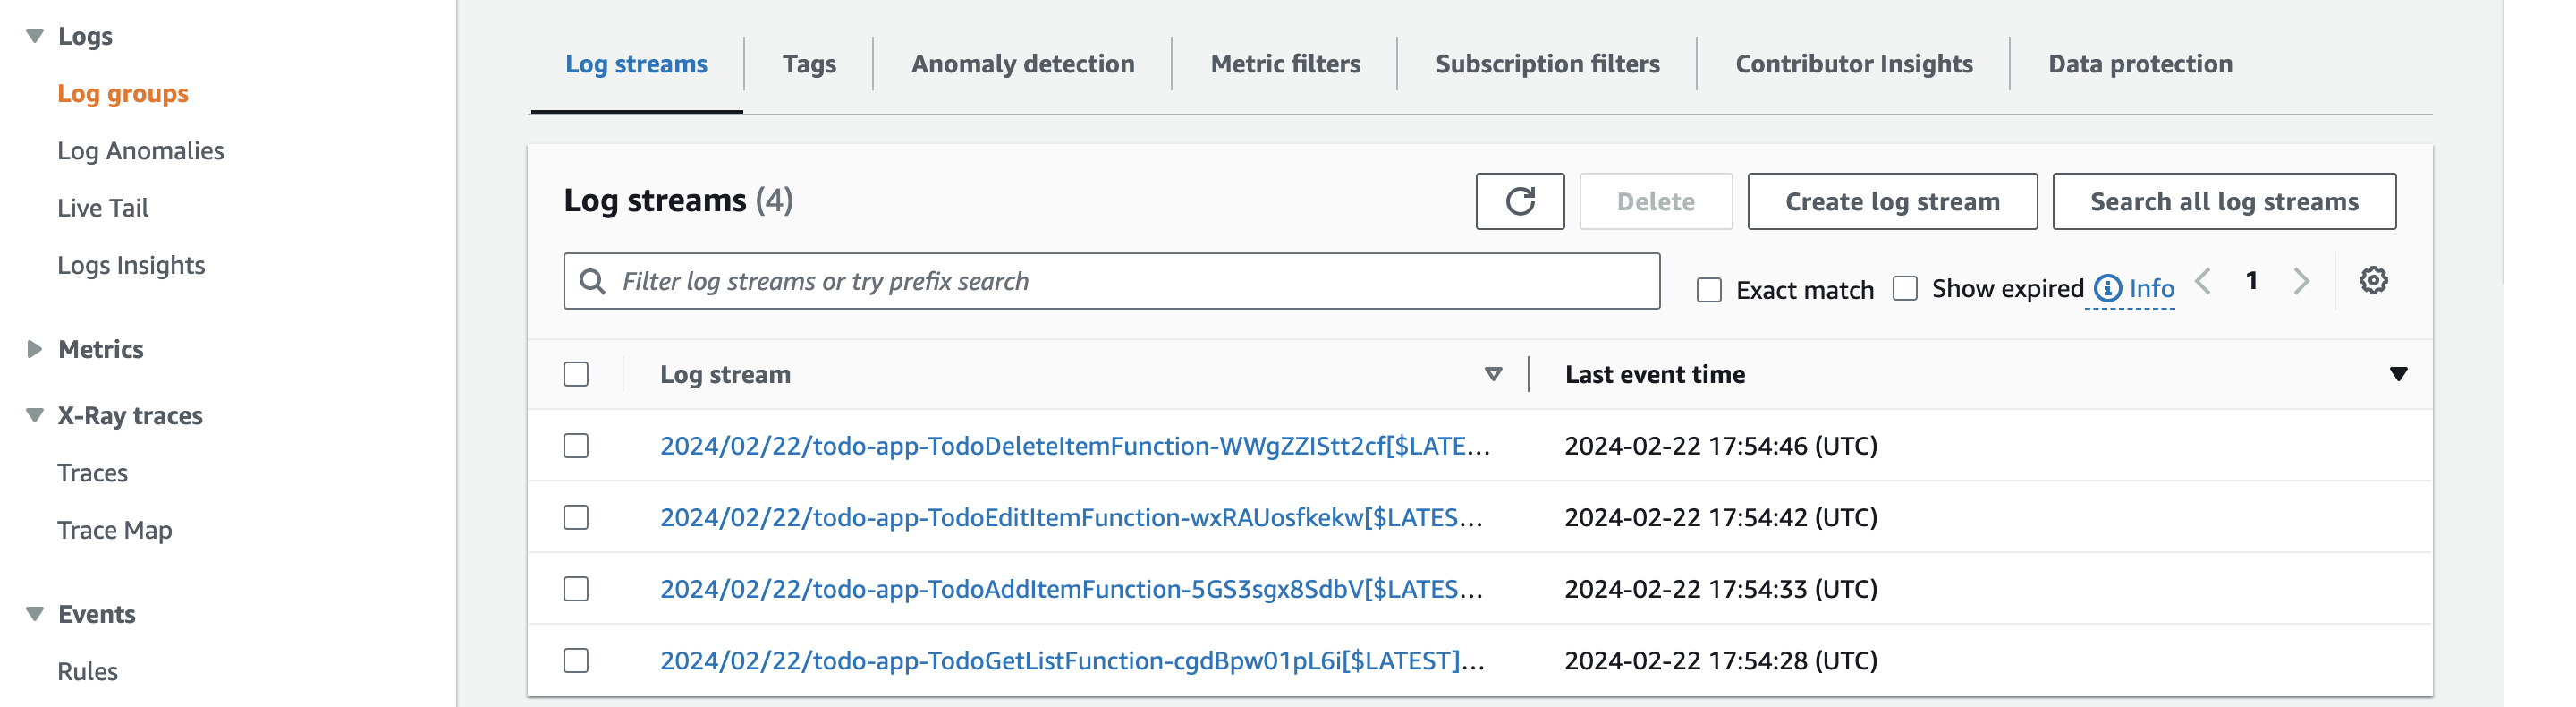 Logs
Log groups
Log Anomalies
Live Tail
Logs Insights
Metrics
X-Ray traces
Traces
Trace Map
Events
Rules
Log streams Tags Anomaly detection Metric filters Subscription filters Contributor Insights Data protection
Log streams (4) Delete Create log stream Search all log streams
Filter log streams or try prefix search Exact match Show expired Info 1
Log stream Last event time
2024/02/22/todo-app-TodoDeleteItemFunction-WWgZZIStt2cf[$LATE... 2024-02-22 17:54:46 (UTC)
2024/02/22/todo-app-TodoEditItemFunction-wxRAUosfkekw[$LATES... 2024-02-22 17:54:42 (UTC)
2024/02/22/todo-app-TodoAddItemFunction-5GS3sgx8SdbV[$LATES... 2024-02-22 17:54:33 (UTC)
2024/02/22/todo-app-TodoGetListFunction-cgdBpw01pL6i[$LATEST]... 2024-02-22 17:54:28 (UTC)